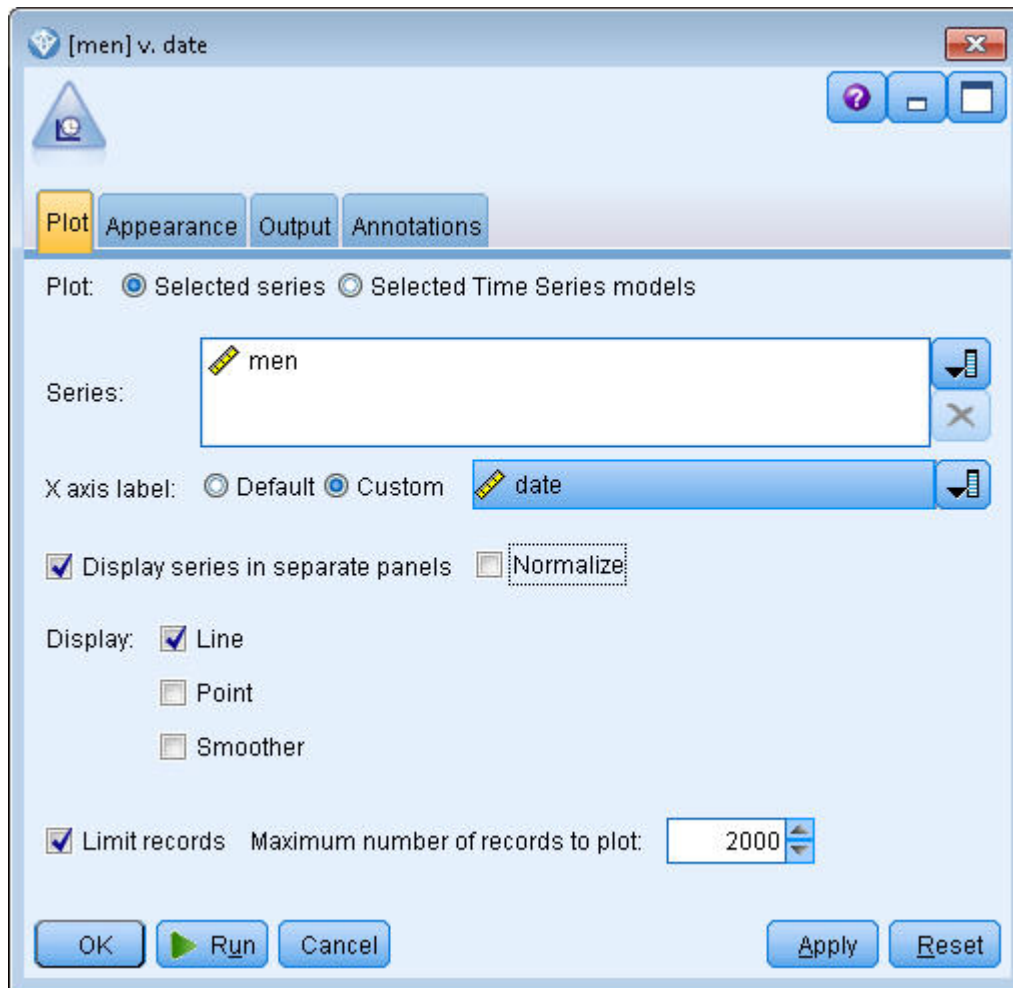 [men] v. date
Plot Appearance Output Annotations
Plot: Selected series Selected Time Series models
men
Series:
X axis label: Default Custom date
Display series in separate panels Normalize
Display: Line
Point
Smoother
Limit records Maximum number of records to plot: 2000
OK Run Cancel Apply Reset